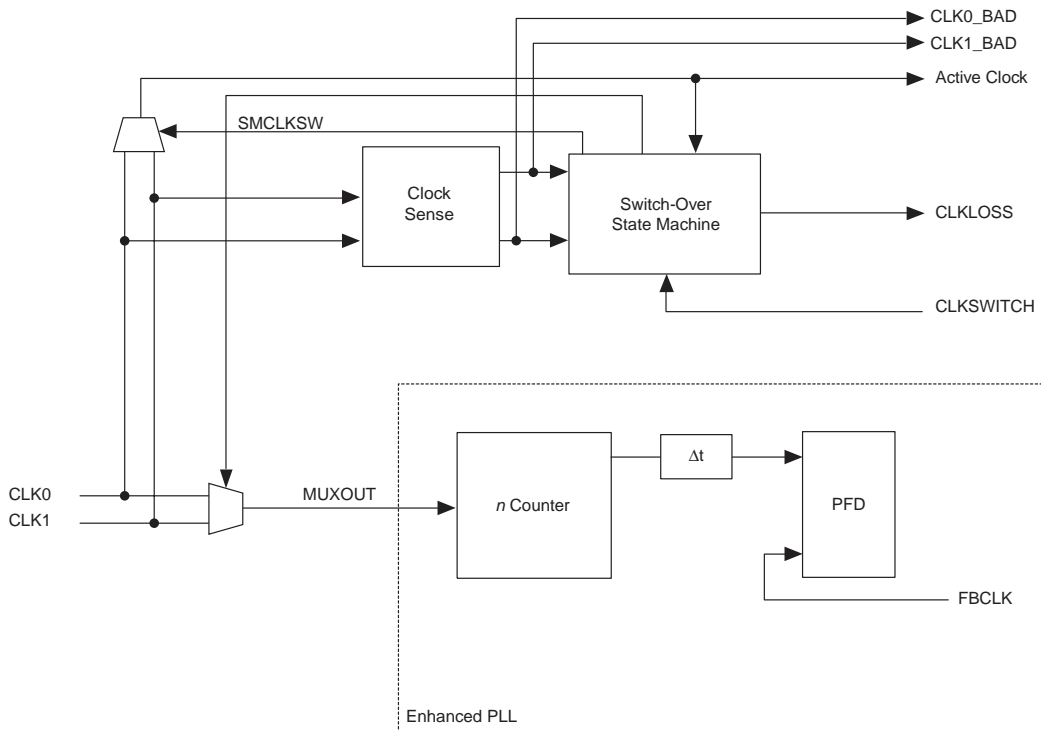 CLK0_BAD
CLK1_BAD
Active Clock
SMCLKSW
Clock
Sense
Switch-Over
State Machine
CLKLOSS
CLKSWITCH
Δt
CLK0
MUXOUT
n Counter
PFD
CLK1
FBCLK
Enhanced PLL